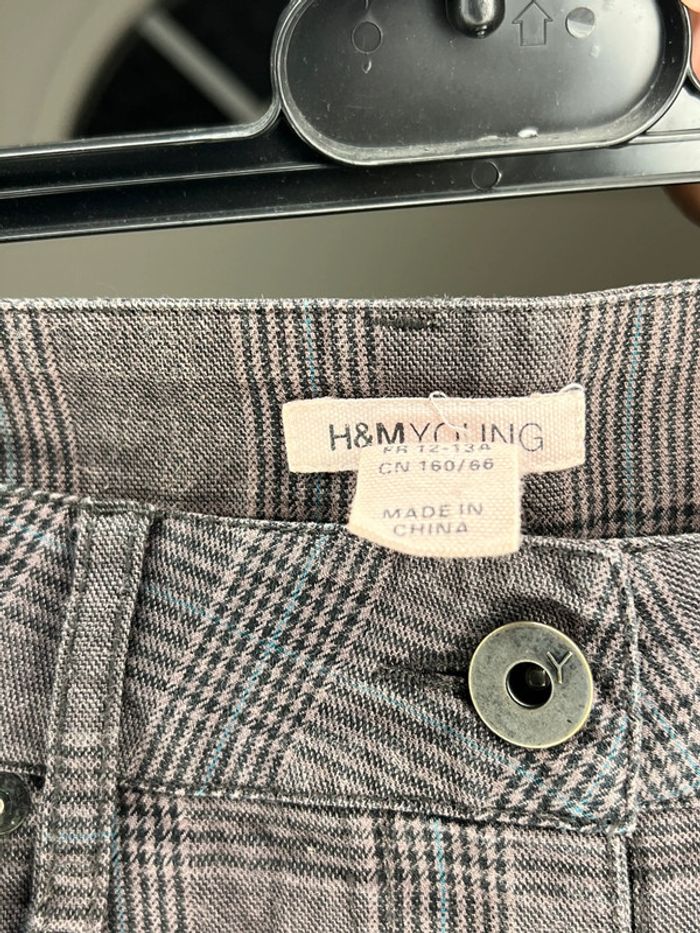 H&M YOUNG
FR 12-13A
CN 160/66
MADE IN
CHINA
Y